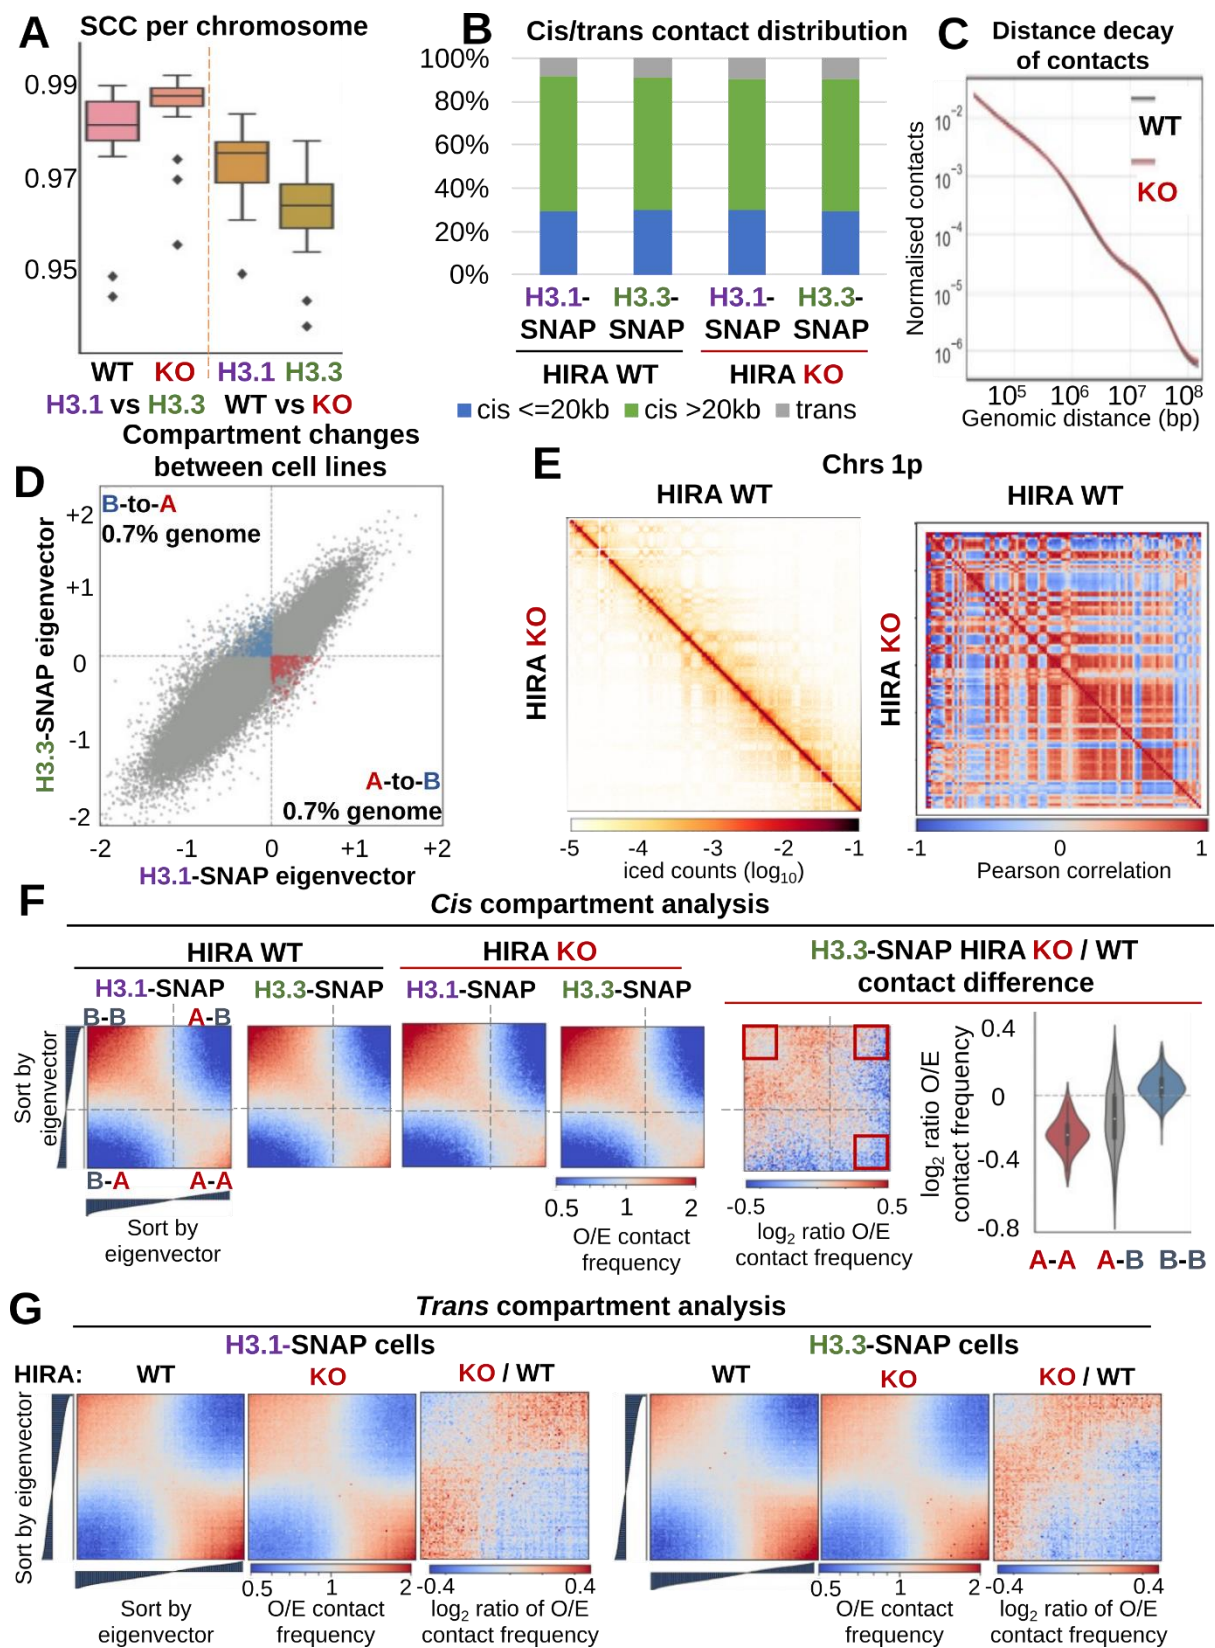 A
SCC per chromosome
0.99
0.97
0.95
WT KO H3.1 H3.3
H3.1 vs H3.3 WT vs KO
B
Cis/trans contact distribution
100%
80%
60%
40%
20%
0%
H3.1-SNAP H3.3-SNAP H3.1-SNAP H3.3-SNAP
HIRA WT HIRA KO
cis <=20kb cis >20kb trans
C
Distance decay
of contacts
Normalised contacts
10⁻²
10⁻³
10⁻⁴
10⁻⁵
10⁻⁶
WT
KO
10⁵ 10⁶ 10⁷ 10⁸
Genomic distance (bp)
Compartment changes
between cell lines
D
H3.3-SNAP eigenvector
B-to-A
0.7% genome
+2
+1
0
-1
-2
A-to-B
0.7% genome
-2 -1 0 +1 +2
H3.1-SNAP eigenvector
E
Chrs 1p
HIRA WT
HIRA KO
-5 -4 -3 -2 -1
iced counts (log₁₀)
HIRA WT
HIRA KO
-1 0 1
Pearson correlation
F
Cis compartment analysis
HIRA WT HIRA KO
H3.1-SNAP H3.3-SNAP H3.1-SNAP H3.3-SNAP
B-B A-B
B-A A-A
Sort by
eigenvector
Sort by
eigenvector
0.5 1 2
O/E contact
frequency
H3.3-SNAP HIRA KO / WT
contact difference
-0.5 0.5
log₂ ratio O/E
contact frequency
log₂ ratio O/E
contact frequency
0.4
0
-0.4
-0.8
A-A A-B B-B
G
Trans compartment analysis
H3.1-SNAP cells H3.3-SNAP cells
HIRA: WT KO KO / WT WT KO KO / WT
Sort by eigenvector
0.5 1 2 -0.4 0.4 0.5 1 2 -0.4 0.4
Sort by
eigenvector
O/E contact
frequency
log₂ ratio of O/E
contact frequency
Sort by
eigenvector
O/E contact
frequency
log₂ ratio of O/E
contact frequency